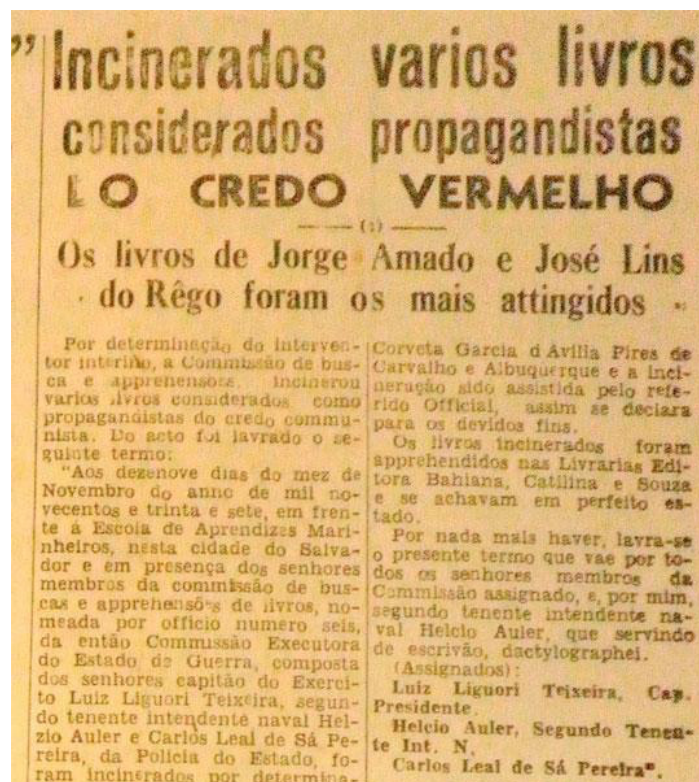 " Incinerados varios livros
considerados propagandistas
LO CREDO VERMELHO
(:)
Os livros de Jorge Amado e José Lins
do Rêgo foram os mais attingidos
Por determinação do interven-
tor interino, a Commissão de bus-
ca e apprehensões, incinerou
varios livros considerados como
propagandistas do credo commu-
nista. Do acto foi lavrado o se-
guinte termo:
"Aos dezenove dias do mez de
Novembro do anno de mil no-
vecentos e trinta e sete, em fren-
te á Escola de Aprendizes Mari-
nheiros, nesta cidade do Salva-
dor e em presença dos senhores
membros da commissão de bus-
cas e apprehensões de livros, no-
meada por officio numero seis,
da então Commissão Executora
do Estado de Guerra, composta
dos senhores capitão do Exerci-
to Luiz Liguori Teixeira, segun-
do tenente intendente naval Hel-
zio Auler e Carlos Leal de Sá Pe-
reira, da Policia do Estado, fo-
ram incinerados por determina-
Corveta Garcia d Avilia Pires de
Carvalho e Albuquerque e a inci-
neração sido assistida pelo refe-
rido Official, assim se declara
para os devidos fins.
Os livros incinerados foram
apprehendidos nas Livrarias Edi-
tora Bahiana, Catilina e Souza
e se achavam em perfeito es-
tado.
Por nada mais haver, lavra-se
o presente termo que vae por to-
dos os senhores membros da
Commissão assignado, e, por mim,
segundo tenente intendente na-
val Helcio Auler, que servindo
de escrivão, dactylographei.
(Assignados):
Luiz Liguori Teixeira, Cap.
Presidente.
Helcio Auler, Segundo Tenen-
te Int. N.
Carlos Leal de Sá Pereira".